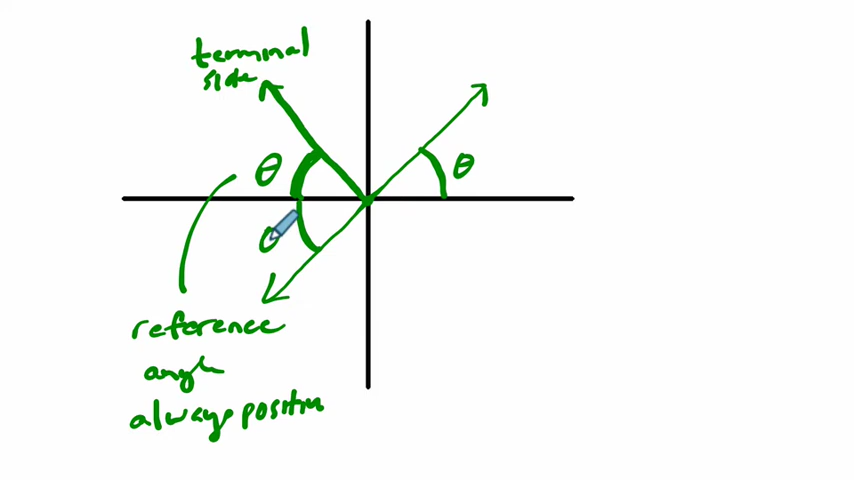 terminal
side
θ
θ
reference
angle
always positive